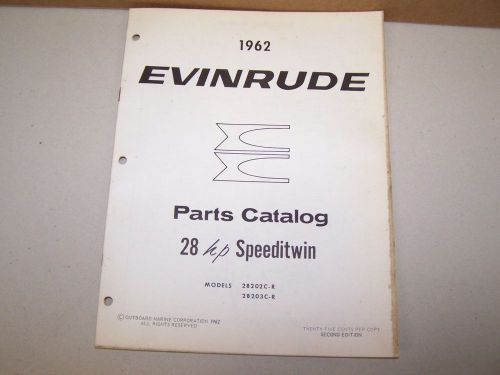 1962
EVINRUDE
Parts Catalog
28 hp Speeditwin
MODELS 28202C-R
28203C-R
© OUTBOARD MARINE CORPORATION 1962
ALL RIGHTS RESERVED
TWENTY FIVE CENTS PER COPY
SECOND EDITION